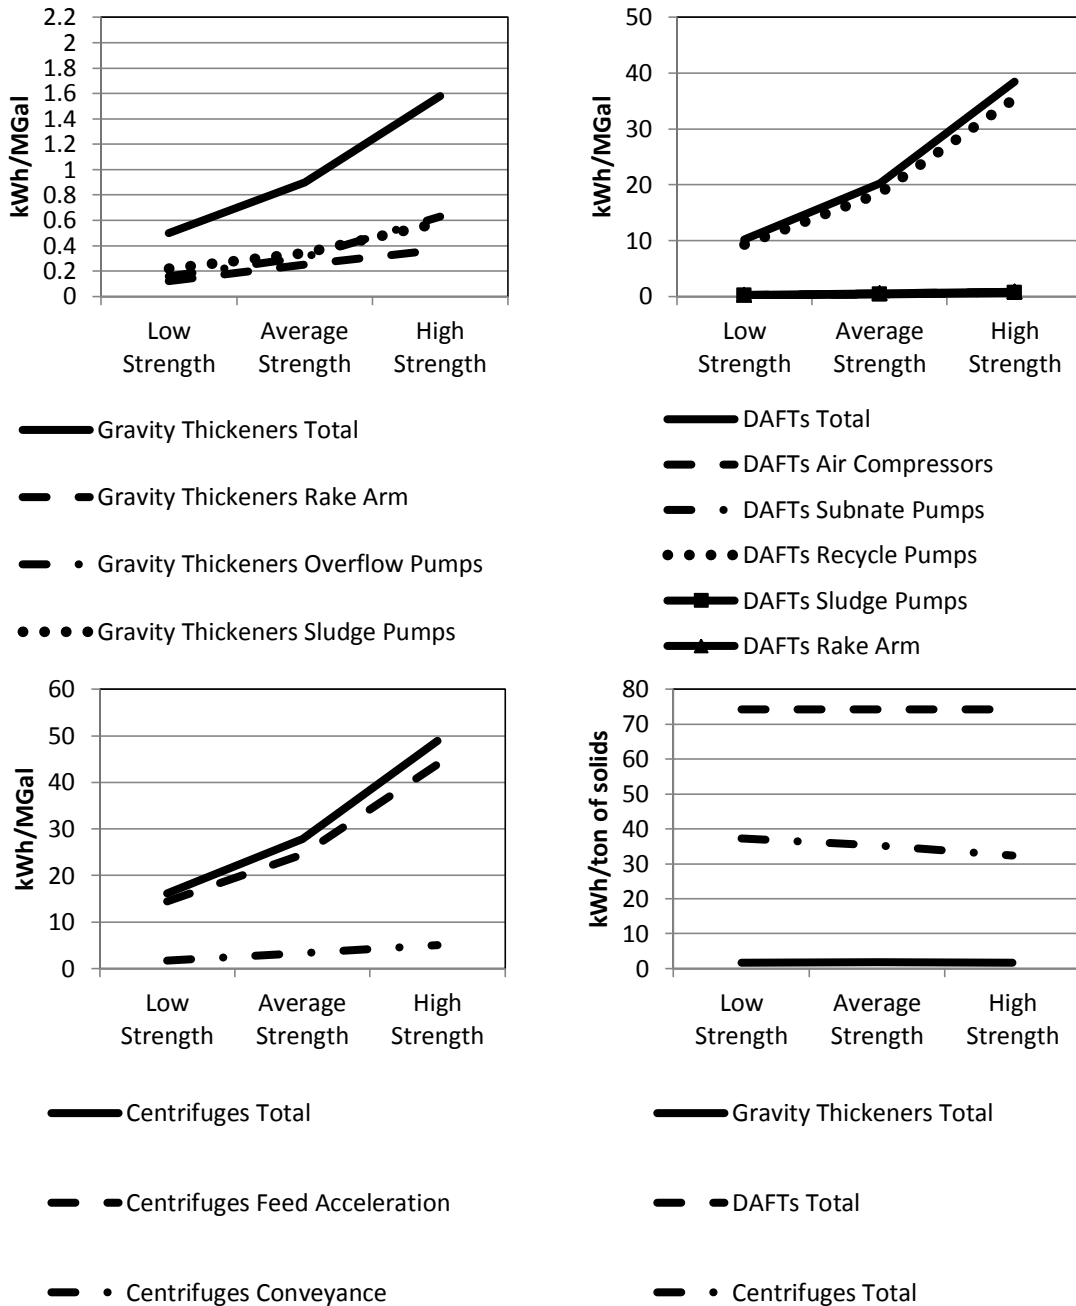 kWh/MGal
2.2
2
1.8
1.6
1.4
1.2
1
0.8
0.6
0.4
0.2
0
Low Strength
Average Strength
High Strength
Gravity Thickeners Total
Gravity Thickeners Rake Arm
Gravity Thickeners Overflow Pumps
Gravity Thickeners Sludge Pumps
kWh/MGal
50
40
30
20
10
0
Low Strength
Average Strength
High Strength
DAFTs Total
DAFTs Air Compressors
DAFTs Subnate Pumps
DAFTs Recycle Pumps
DAFTs Sludge Pumps
DAFTs Rake Arm
kWh/MGal
60
50
40
30
20
10
0
Low Strength
Average Strength
High Strength
Centrifuges Total
Centrifuges Feed Acceleration
Centrifuges Conveyance
kWh/ton of solids
80
70
60
50
40
30
20
10
0
Low Strength
Average Strength
High Strength
Gravity Thickeners Total
DAFTs Total
Centrifuges Total